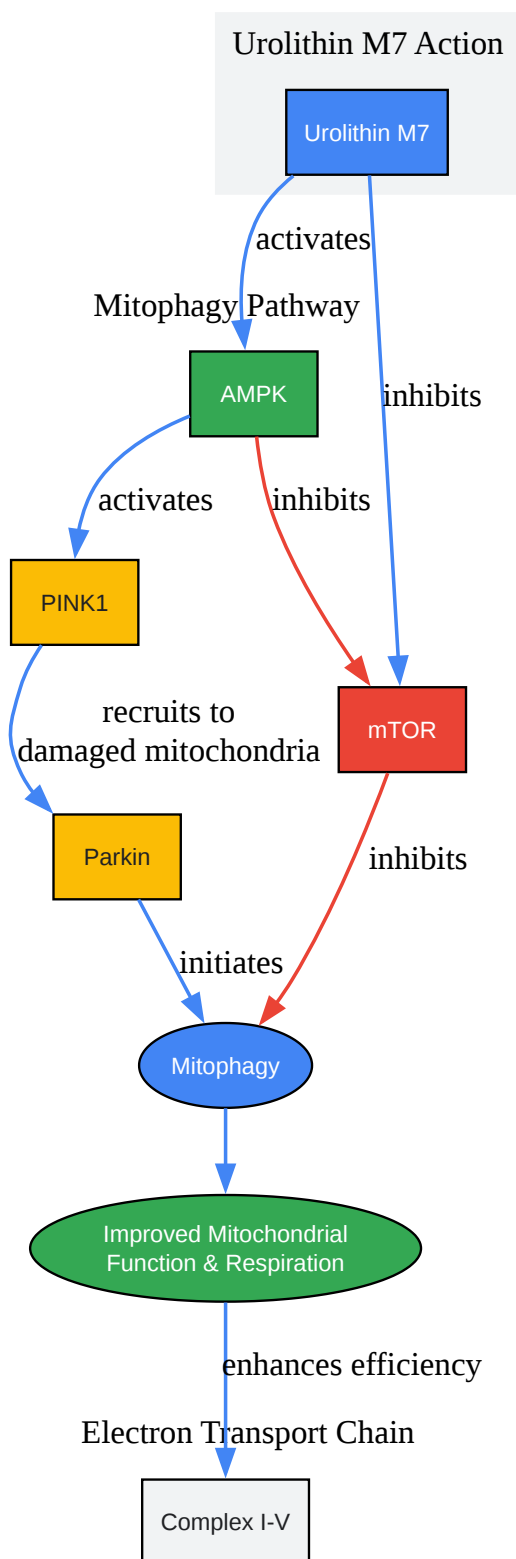 Urolithin M7 Action
Urolithin M7
activates
Mitophagy Pathway
AMPK
inhibits
activates
inhibits
PINK1
recruits to
damaged mitochondria
mTOR
Parkin
inhibits
initiates
Mitophagy
Improved Mitochondrial
Function & Respiration
enhances efficiency
Electron Transport Chain
Complex I-V